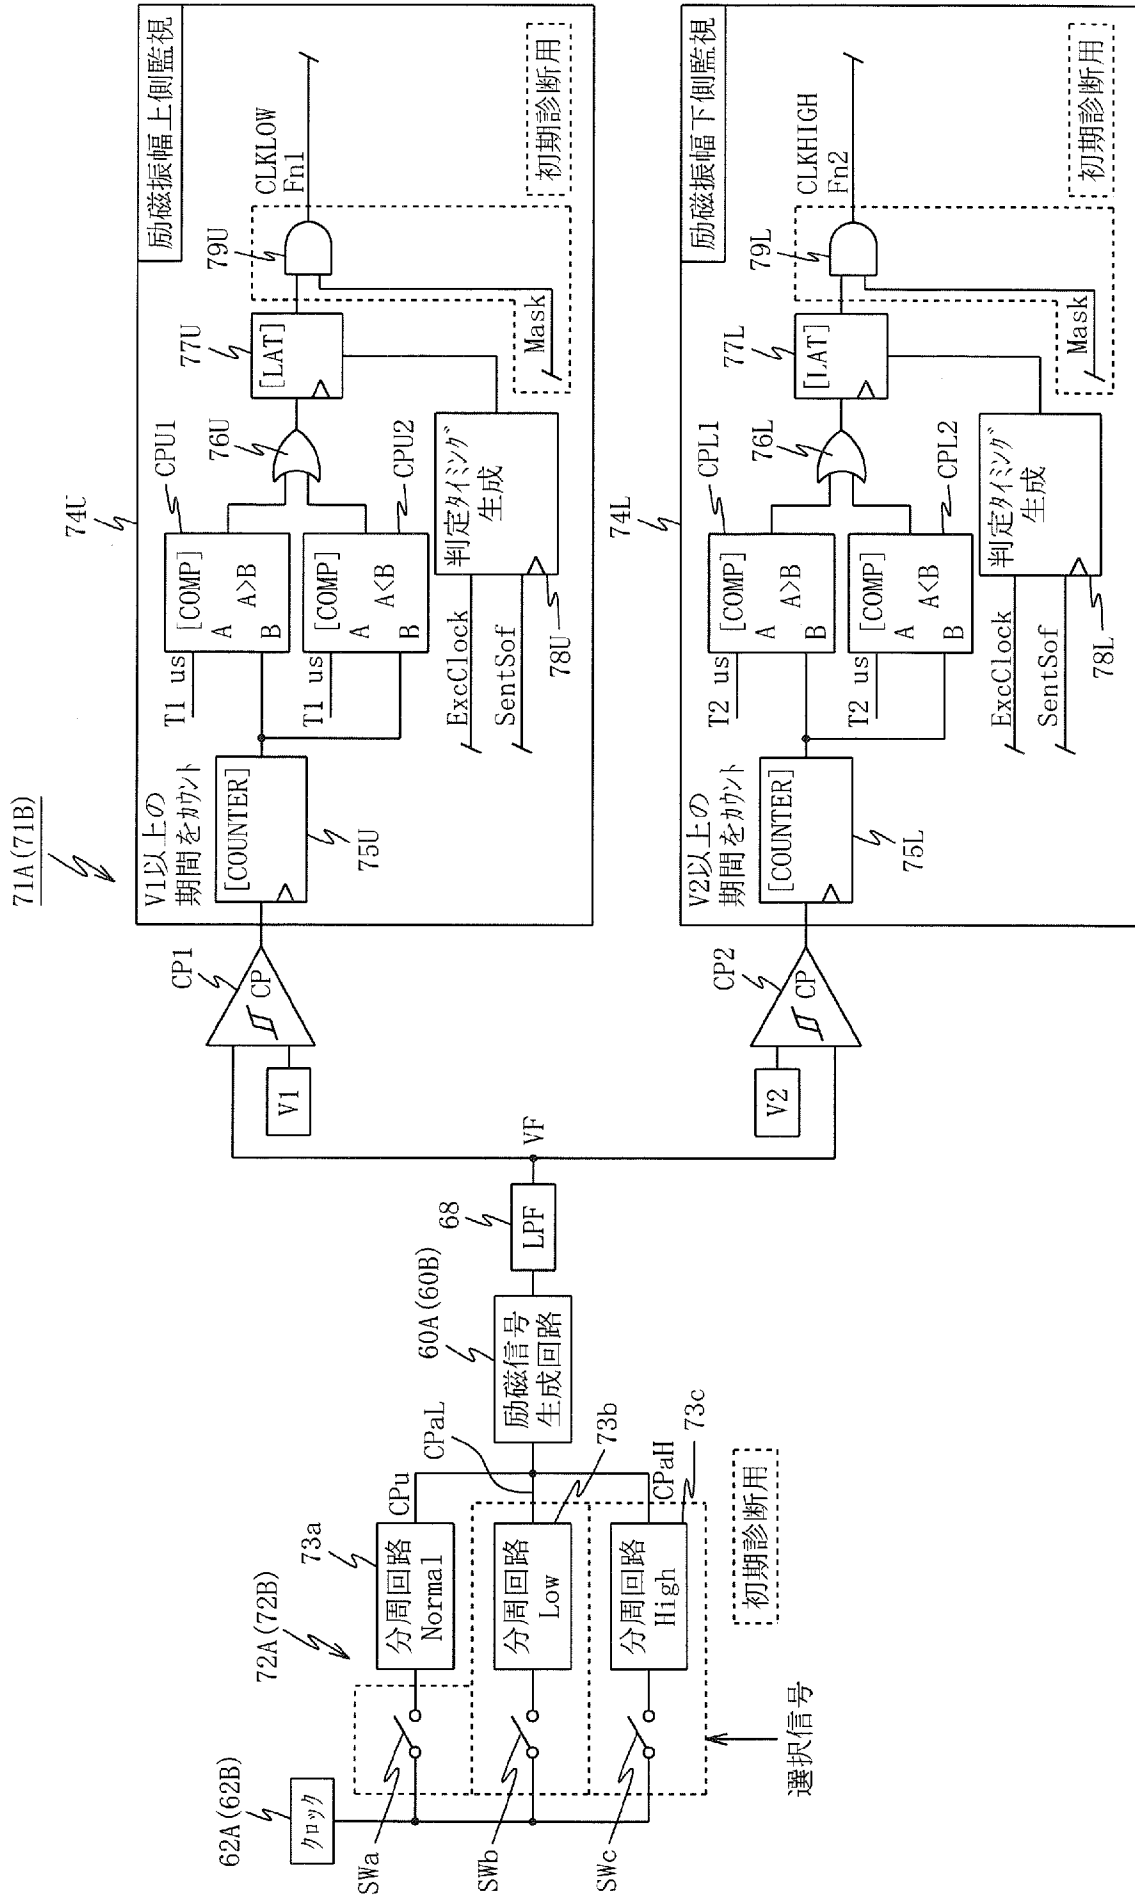 71A(71B)
62A(62B)
クロック
SWa
SWb
SWc
72A(72B)
73a
分周回路
Normal
CPu
分周回路
Low
CPaL
73b
分周回路
High
CPaH
73c
初期診断用
選択信号
60A(60B)
励磁信号
生成回路
68
LPF
VF
V1
CP1
CP
74U
励磁振幅上側監視
V1以上の
期間をカウント
[COUNTER]
75U
T1 us
[COMP]
A
A>B
B
CPU1
T1 us
[COMP]
A
A<B
B
CPU2
76U
77U
[LAT]
79U
CLKLOW
Fn1
ExcClock
SentSof
判定タイミング
生成
78U
Mask
初期診断用
V2
CP2
CP
74L
励磁振幅下側監視
V2以上の
期間をカウント
[COUNTER]
75L
T2 us
[COMP]
A
A>B
B
CPL1
T2 us
[COMP]
A
A<B
B
CPL2
76L
77L
[LAT]
79L
CLKHIGH
Fn2
ExcClock
SentSof
判定タイミング
生成
78L
Mask
初期診断用